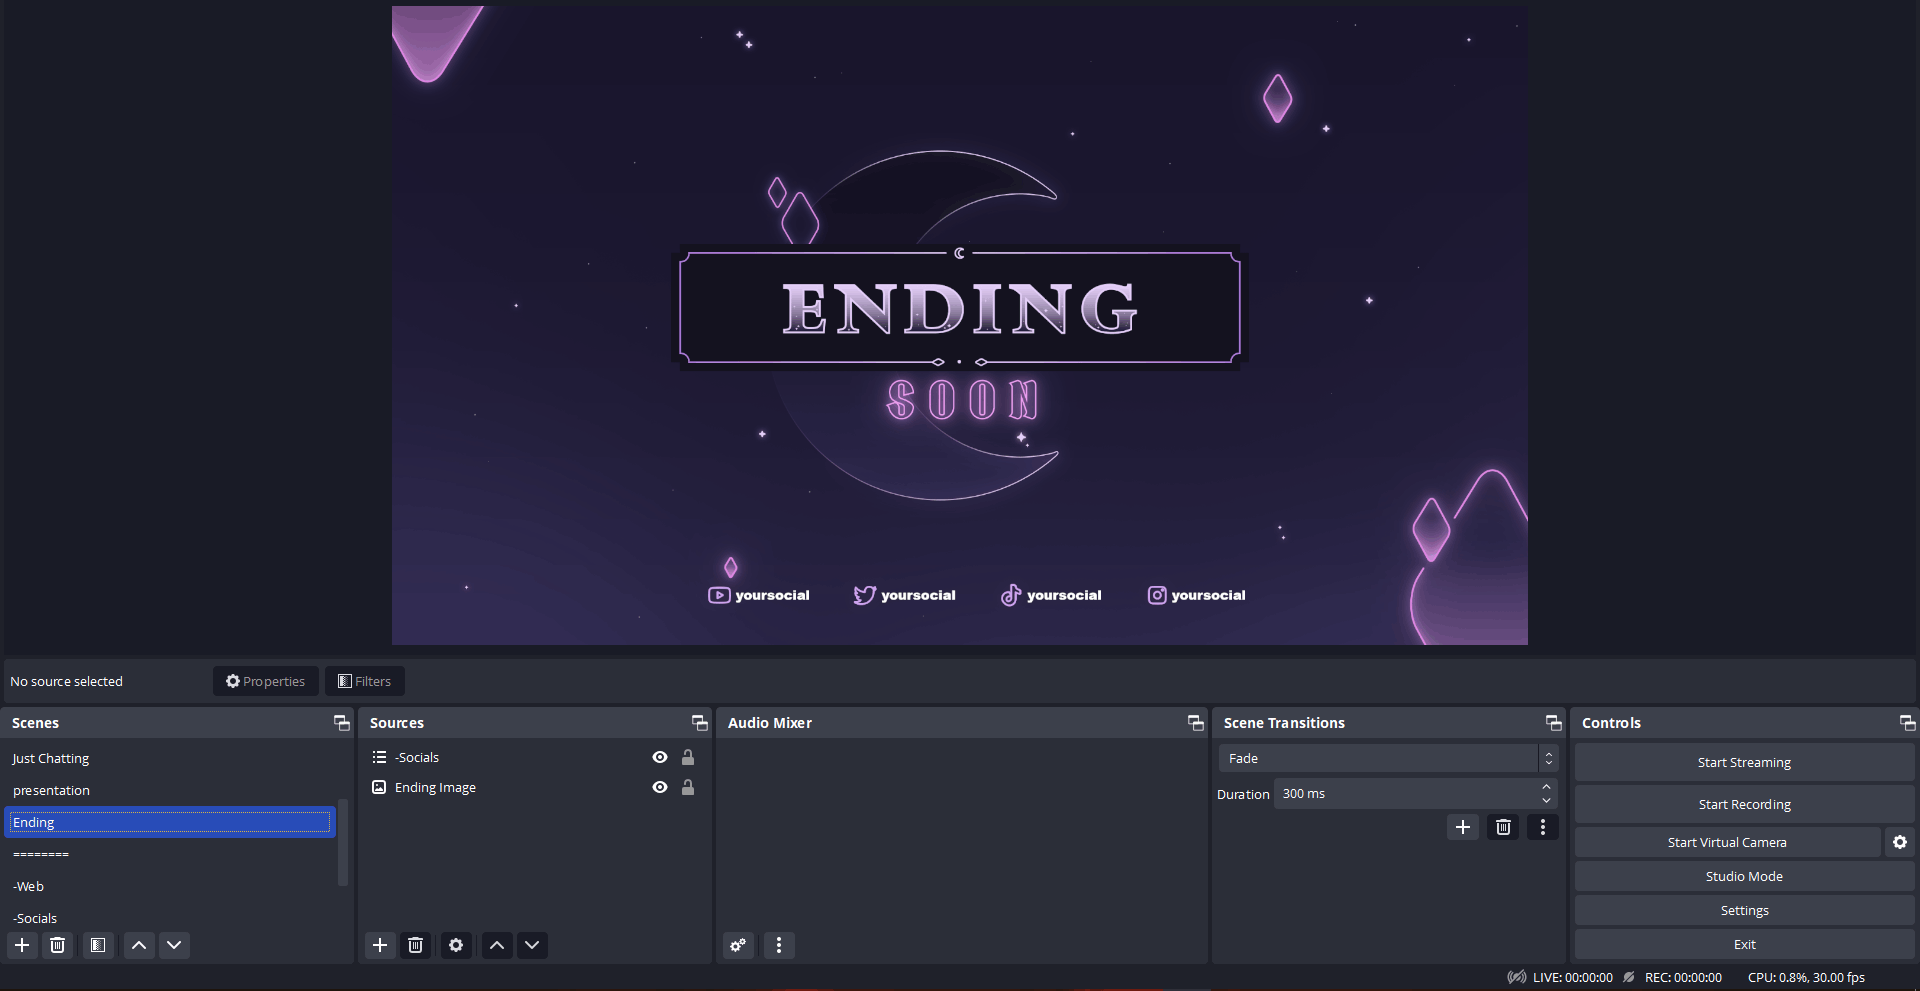 ENDING
SOON
yoursocial yoursocial yoursocial yoursocial
No source selected Properties Filters
Scenes
Just Chatting
presentation
Ending
========
-Web
-Socials
Sources
-Socials
Ending Image
Audio Mixer
Scene Transitions
Fade
Duration 300 ms
Controls
Start Streaming
Start Recording
Start Virtual Camera
Studio Mode
Settings
Exit
LIVE: 00:00:00 REC: 00:00:00 CPU: 0.8%, 30.00 fps